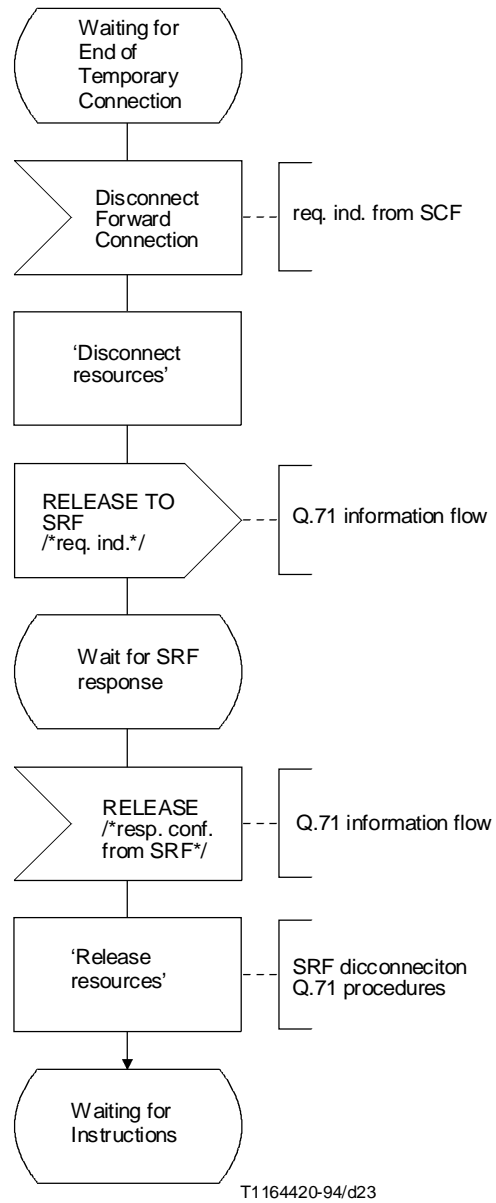 Waiting for
End of
Temporary
Connection
Disconnect
Forward
Connection
req. ind. from SCF
‘Disconnect
resources’
RELEASE TO
SRF
/*req. ind.*/
Q.71 information flow
Wait for SRF
response
RELEASE
/*resp. conf.
from SRF*/
Q.71 information flow
‘Release
resources’
SRF dicconneciton
Q.71 procedures
Waiting for
Instructions
T1164420-94/d23